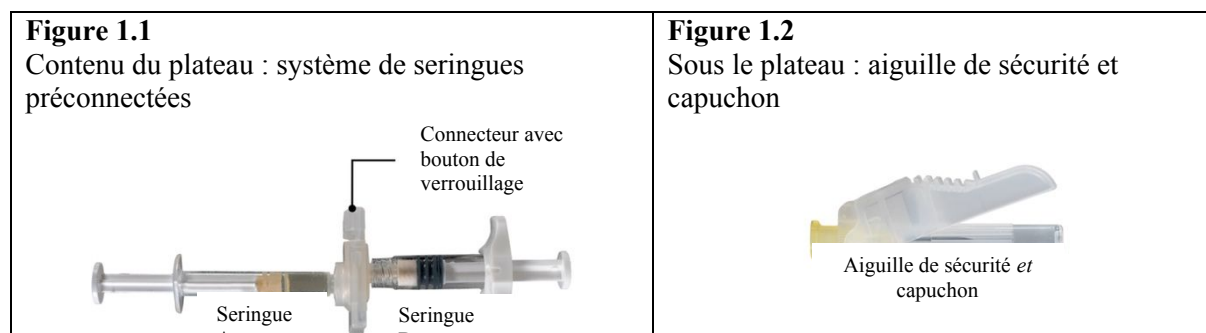 Figure 1.1
Contenu du plateau : système de seringues
préconnectées
Connecteur avec
bouton de
verrouillage
Seringue
Seringue
Figure 1.2
Sous le plateau : aiguille de sécurité et
capuchon
Aiguille de sécurité et
capuchon